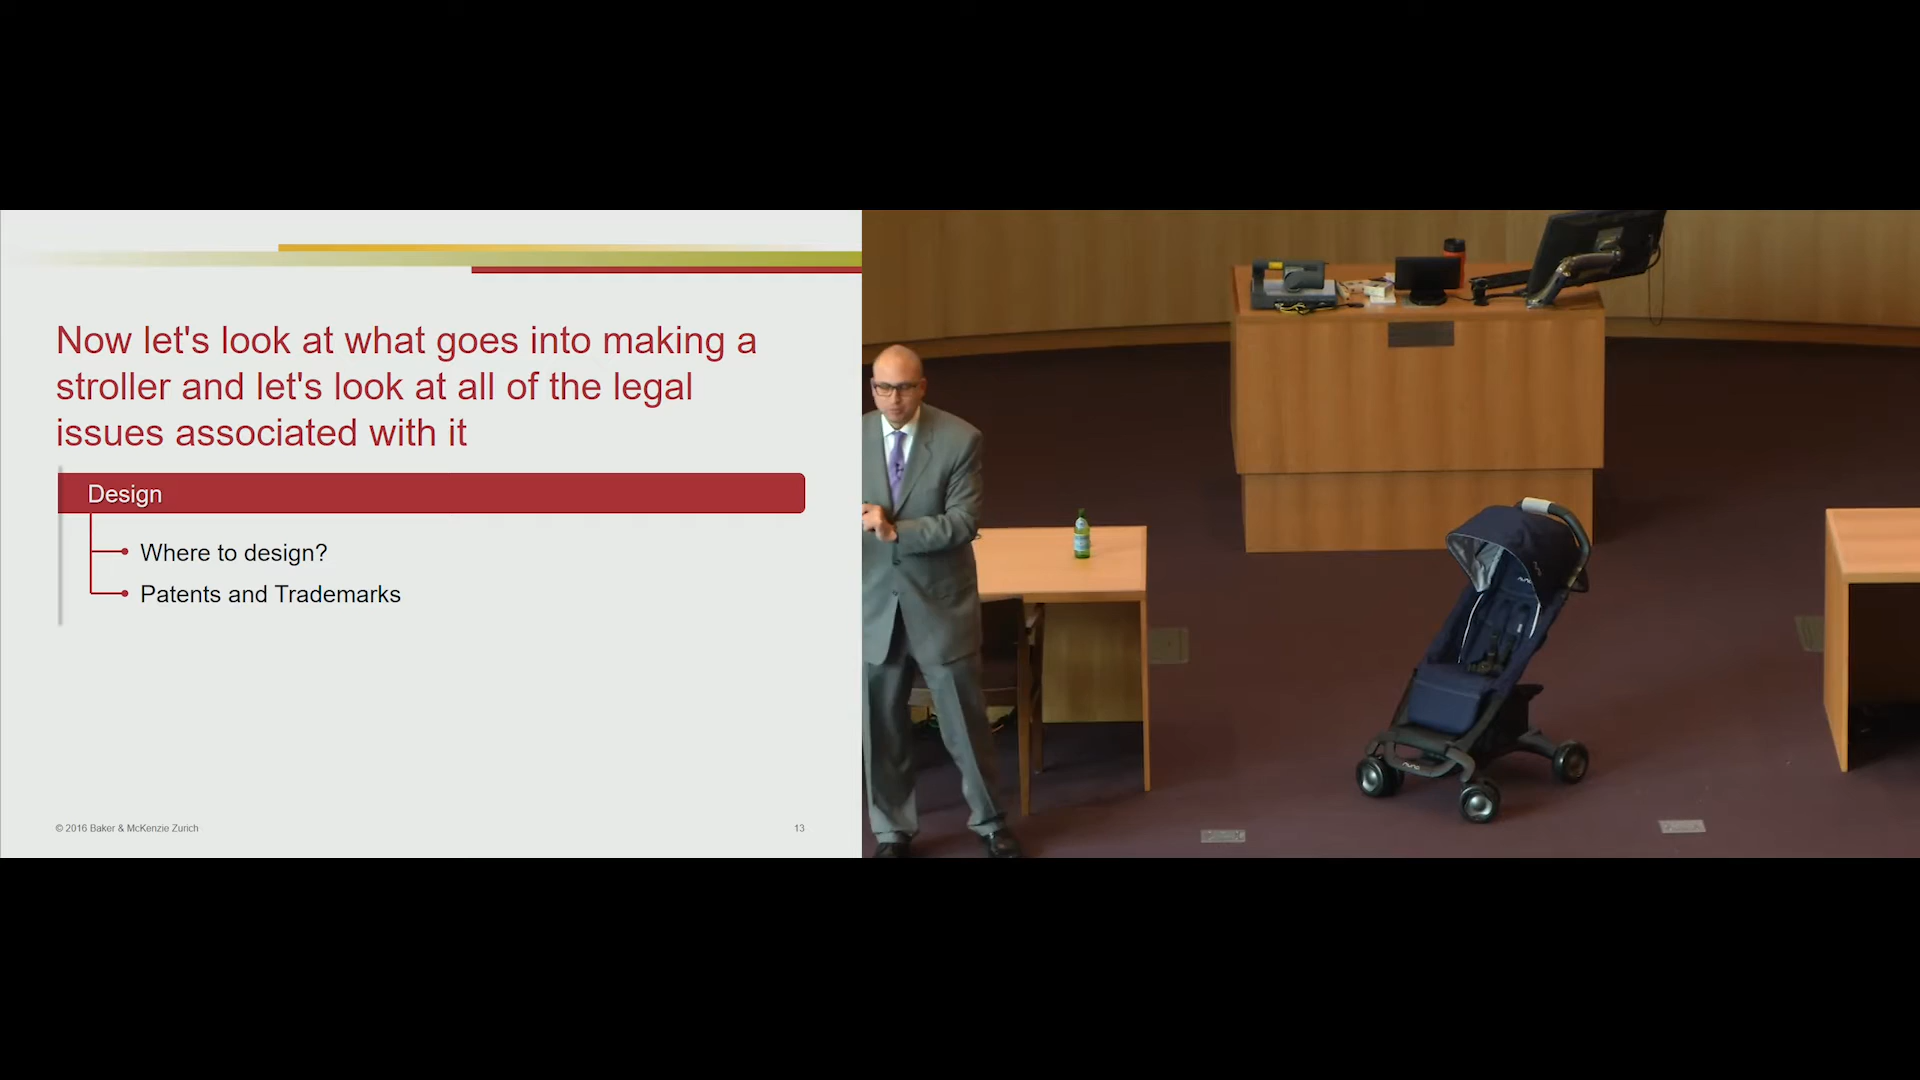 Now let's look at what goes into making a
stroller and let's look at all of the legal
issues associated with it
Design
Where to design?
Patents and Trademarks
© 2016 Baker & McKenzie Zurich
13
nuna